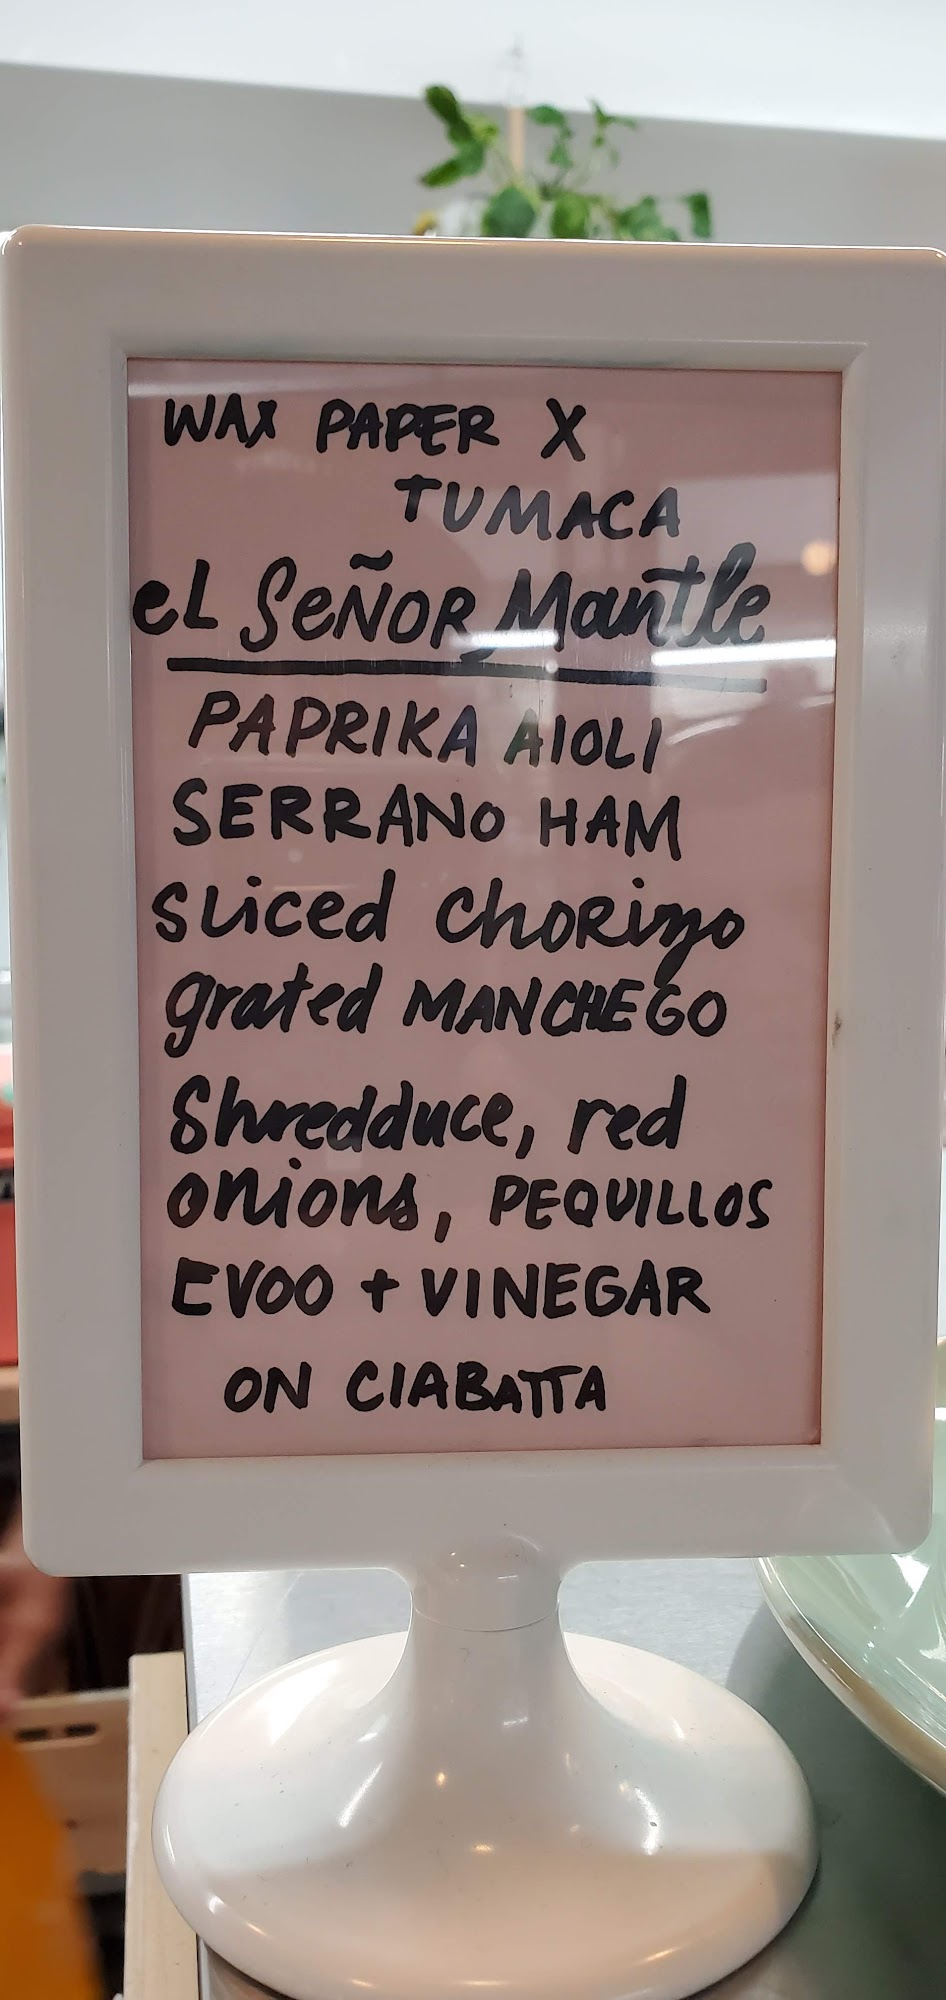 WAX PAPER X
TUMACA
eL SeÑOR Mantle
PAPRIKA AIOLI
SERRANO HAM
Sliced Chorizo
grated MANCHEGO
Shredduce, red
onions, PEQUILLOS
EVOO + VINEGAR
ON CIABATTA